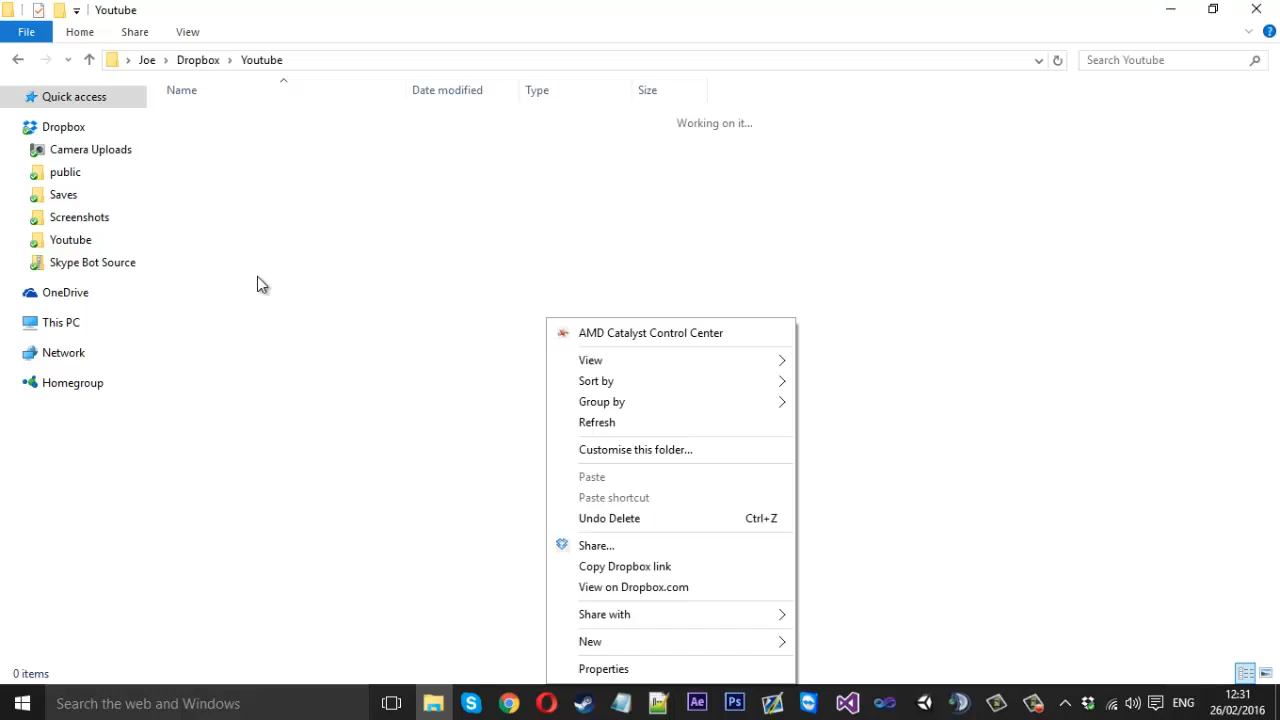 Youtube
File Home Share View
Joe Dropbox Youtube
Search Youtube
Name Date modified Type Size
Working on it...
Quick access
Dropbox
Camera Uploads
public
Saves
Screenshots
Youtube
Skype Bot Source
OneDrive
This PC
Network
Homegroup
AMD Catalyst Control Center
View
Sort by
Group by
Refresh
Customise this folder...
Paste
Paste shortcut
Undo Delete Ctrl+Z
Share...
Copy Dropbox link
View on Dropbox.com
Share with
New
Properties
0 items
Search the web and Windows
Ae
Ps
ENG
12:31
26/02/2016